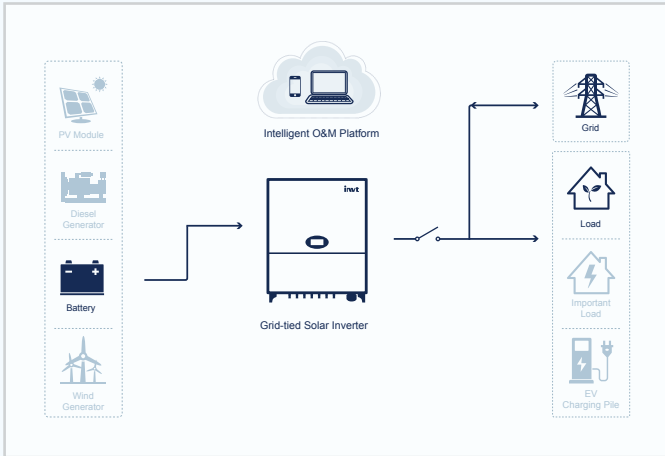 PV Module
Diesel
Generator
Battery
Wind
Generator
Intelligent O&M Platform
invt
Grid-tied Solar Inverter
Grid
Load
Important
Load
EV
Charging Pile